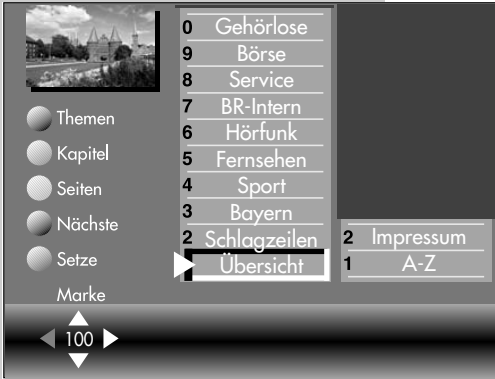 Themen
Kapitel
Seiten
Nächste
Setze
Marke
100
0 Gehörlose
9 Börse
8 Service
7 BR-Intern
6 Hörfunk
5 Fernsehen
4 Sport
3 Bayern
2 Schlagzeilen
Übersicht
2 Impressum
1 A-Z